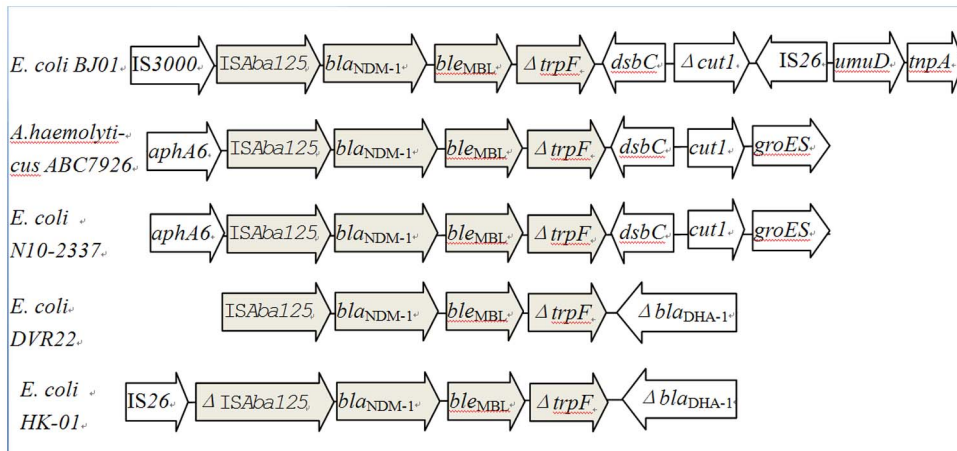 E. coli BJ01 IS3000 ISAba125 blaNDM-1 bleMBL ΔtrpF dsbC Δcut1 IS26 umuD tnpA
A.haemolyti-
cus ABC7926 aphA6 ISAba125 blaNDM-1 bleMBL ΔtrpF dsbC cut1 groES
E. coli
N10-2337 aphA6 ISAba125 blaNDM-1 bleMBL ΔtrpF dsbC cut1 groES
E. coli
DVR22 ISAba125 blaNDM-1 bleMBL ΔtrpF ΔblaDHA-1
E. coli
HK-01 IS26 ΔISAba125 blaNDM-1 bleMBL ΔtrpF ΔblaDHA-1